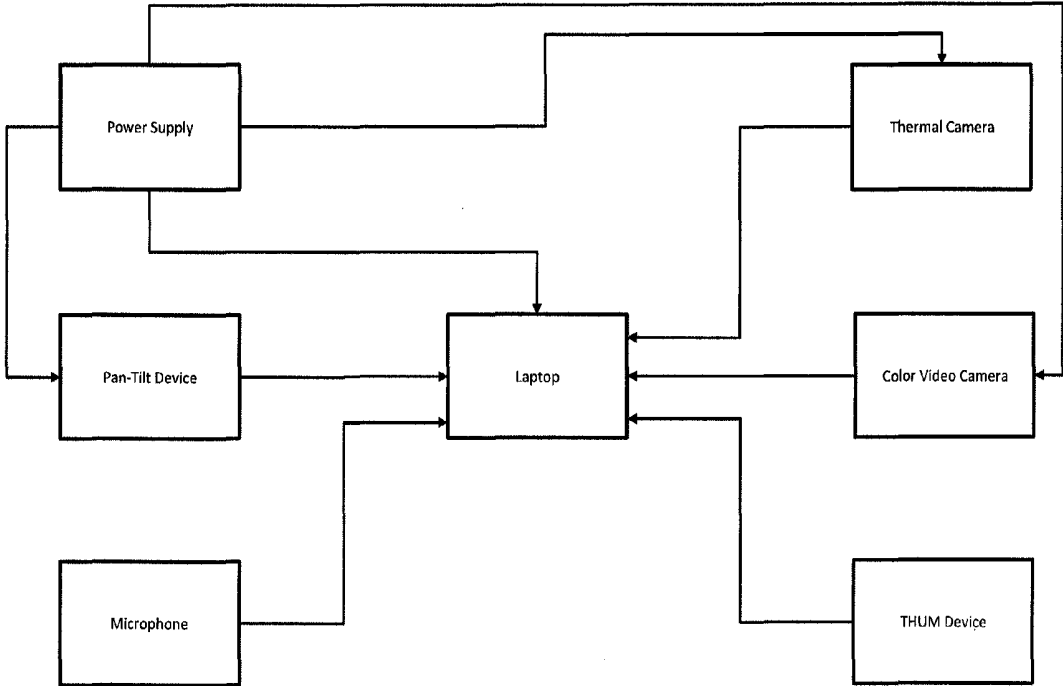 Power Supply
Thermal Camera
Pan-Tilt Device
Laptop
Color Video Camera
Microphone
THUM Device